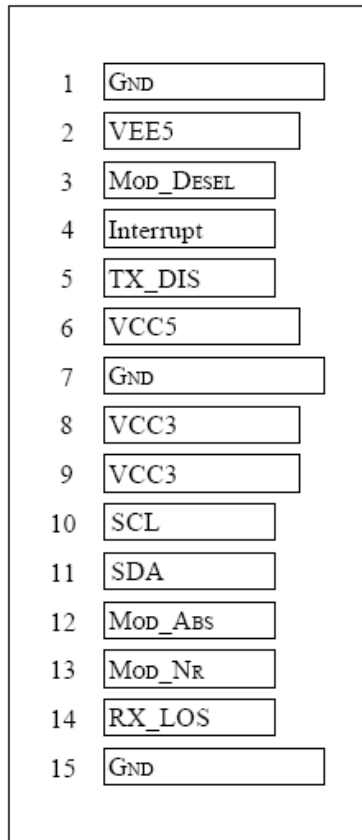 1 GND
2 VEE5
3 MOD_DESEL
4 Interrupt
5 TX_DIS
6 VCC5
7 GND
8 VCC3
9 VCC3
10 SCL
11 SDA
12 MOD_ABS
13 MOD_NR
14 RX_LOS
15 GND